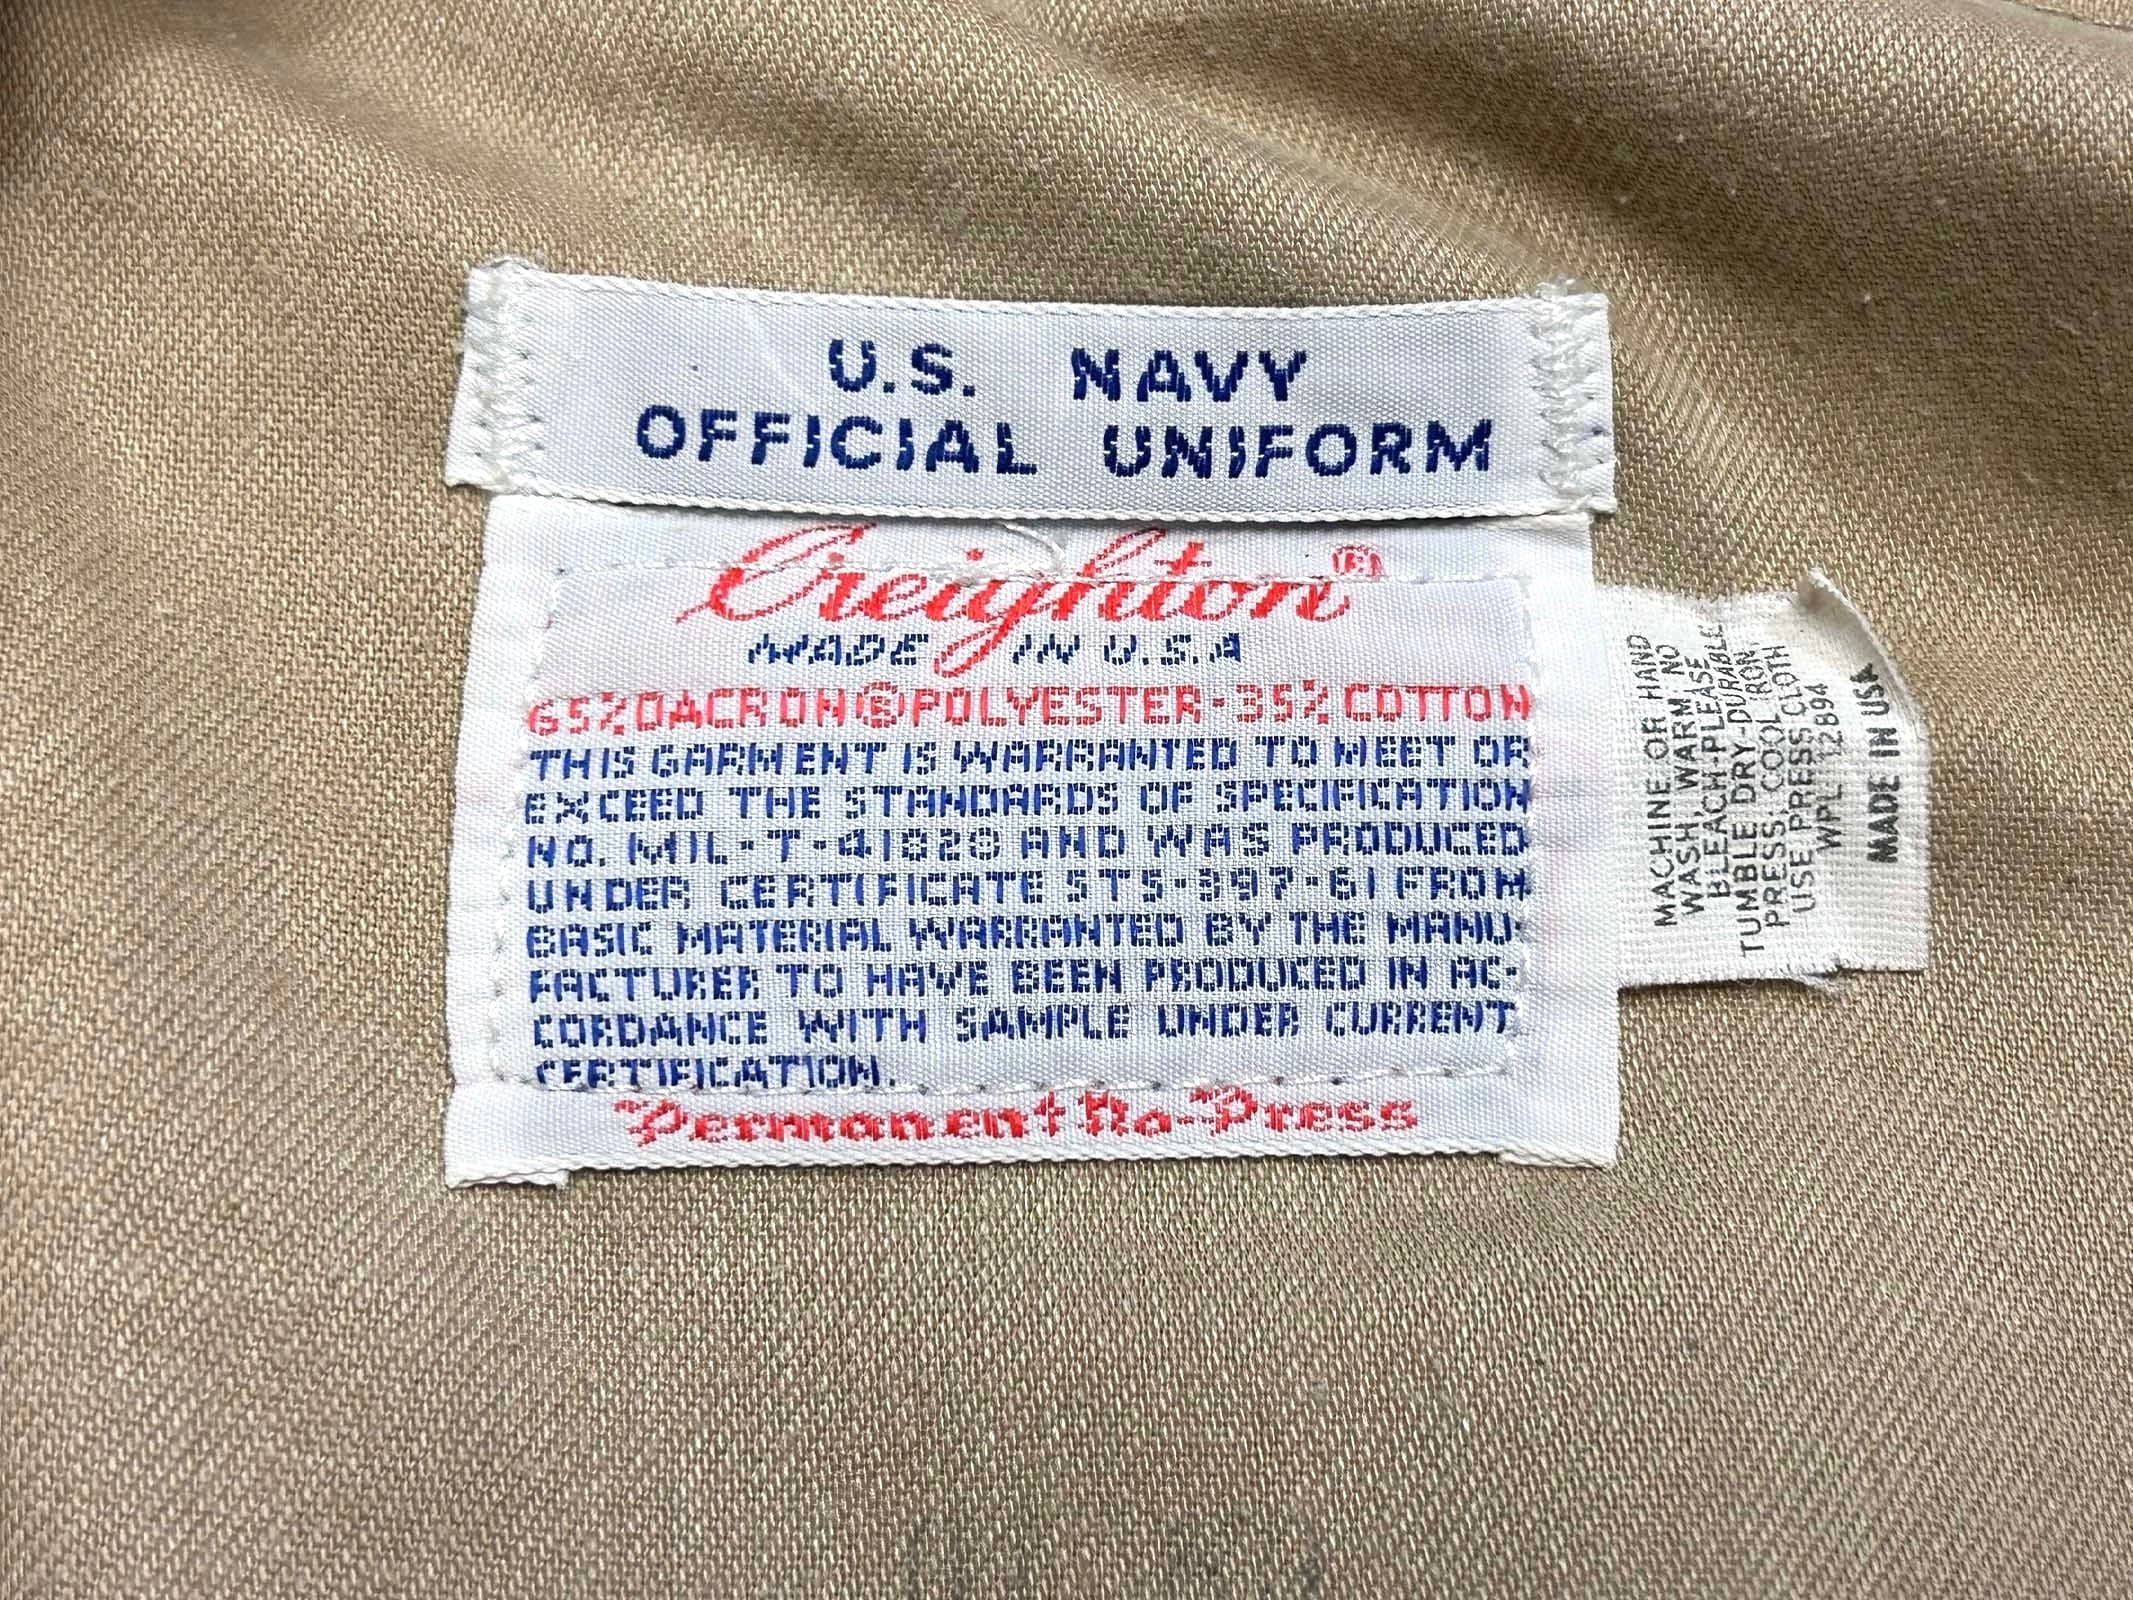 U.S. NAVY
OFFICIAL UNIFORM
Creighton®
MADE IN U.S.A
65% DACRON®POLYESTER-35% COTTON
THIS GARMENT IS WARRANTED TO MEET OR
EXCEED THE STANDARDS OF SPECIFICATION
NO. MIL-T-41820 AND WAS PRODUCED
UNDER CERTIFICATE STS-397-61 FROM
BASIC MATERIAL WARRANTED BY THE MANU-
FACTURER TO HAVE BEEN PRODUCED IN AC-
CORDANCE WITH SAMPLE UNDER CURRENT
CERTIFICATION.
Permanent No-Press
MACHINE OR HAND
WASH, WARM. NO
BLEACH-PLEASE
TUMBLE DRY-DURABLE
PRESS. COOL IRON,
USE PRESS CLOTH
WPL 12894
MADE IN USA